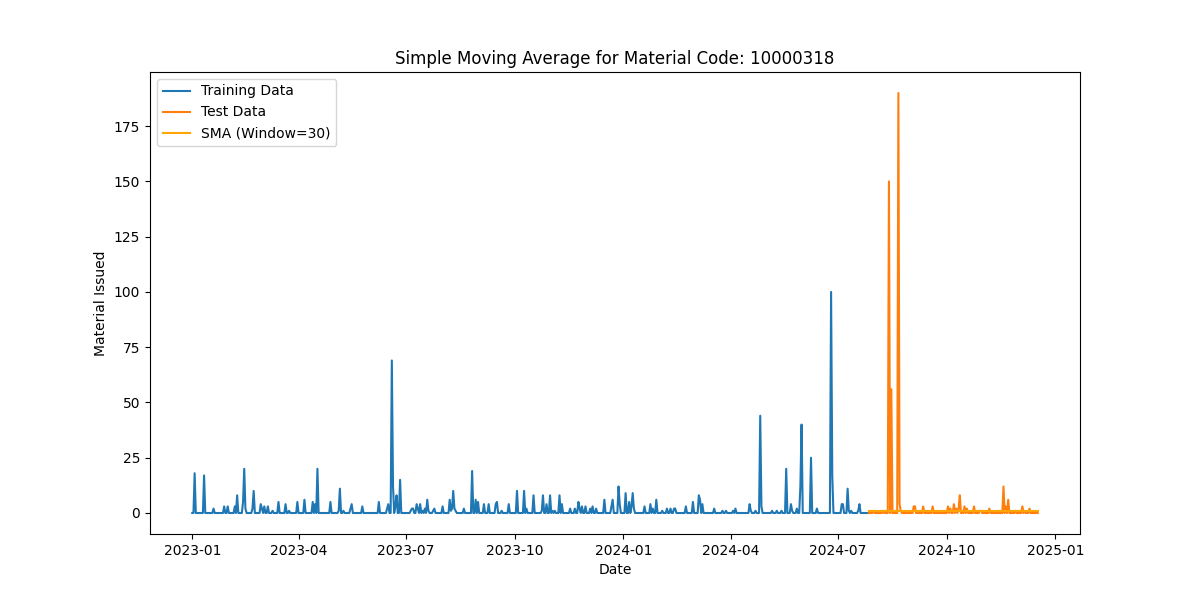 Simple Moving Average for Material Code: 10000318
Training Data
Test Data
SMA (Window=30)
175
150
125
100
75
50
25
0
Material Issued
2023-01 2023-04 2023-07 2023-10 2024-01 2024-04 2024-07 2024-10 2025-01
Date